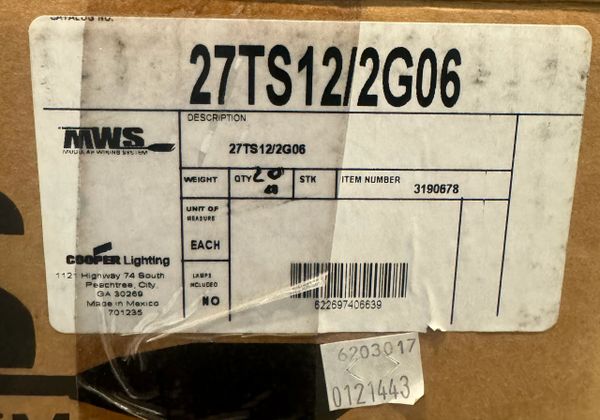 CATALOG NO.
27TS12/2G06
DESCRIPTION
27TS12/2G06
MWS
MODULAR WIRING SYSTEM
WEIGHT
QTY
20
STK
ITEM NUMBER
3190678
UNIT OF
MEASURE
EACH
LAMPS
INCLUDED
NO
COOPER Lighting
1121 Highway 74 South
Peachtree, City
GA 30269
Made in Mexico
701235
622697406639
6203017
0121443